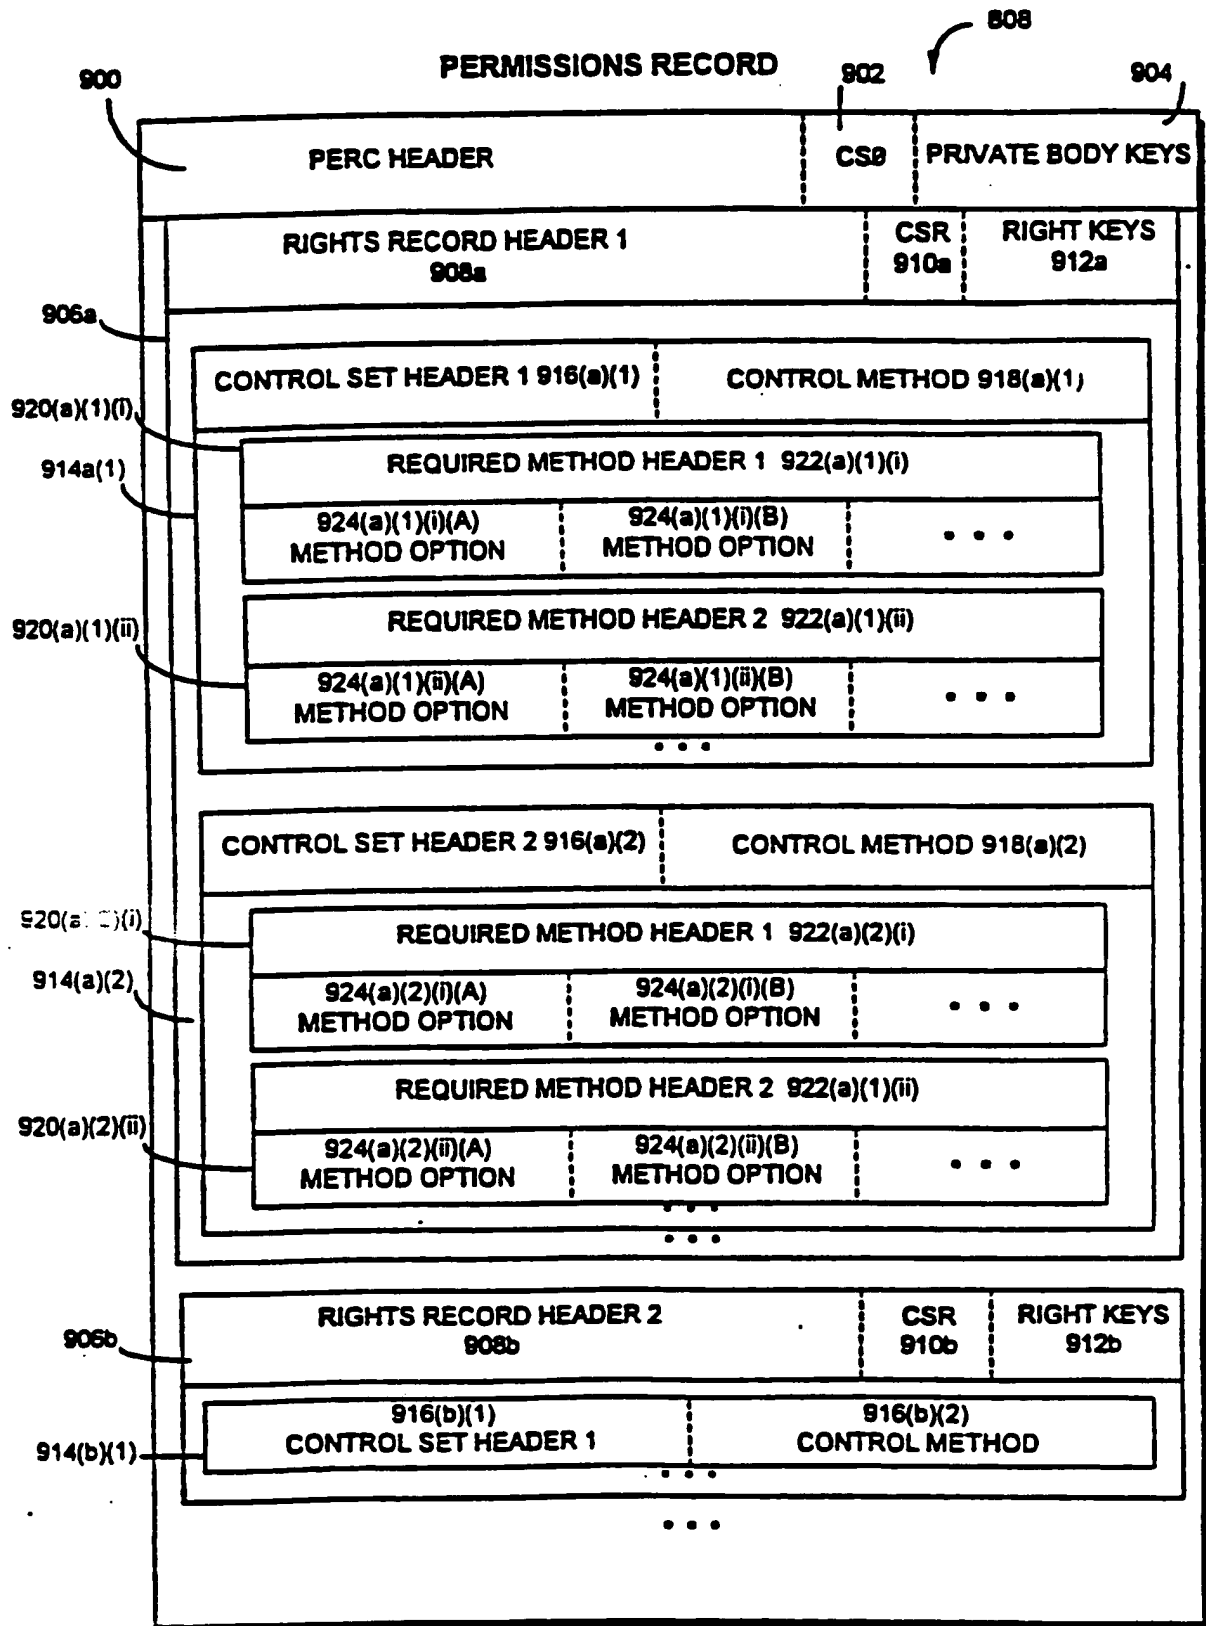 808
PERMISSIONS RECORD
900
902
904
PERC HEADER
CS0
PRIVATE BODY KEYS
RIGHTS RECORD HEADER 1
908a
CSR
910a
RIGHT KEYS
912a
906a
CONTROL SET HEADER 1 916(a)(1)
CONTROL METHOD 918(a)(1)
920(a)(1)(i)
REQUIRED METHOD HEADER 1 922(a)(1)(i)
914a(1)
924(a)(1)(i)(A)
METHOD OPTION
924(a)(1)(i)(B)
METHOD OPTION
• • •
920(a)(1)(ii)
REQUIRED METHOD HEADER 2 922(a)(1)(ii)
924(a)(1)(ii)(A)
METHOD OPTION
924(a)(1)(ii)(B)
METHOD OPTION
• • •
• • •
CONTROL SET HEADER 2 916(a)(2)
CONTROL METHOD 918(a)(2)
REQUIRED METHOD HEADER 1 922(a)(2)(i)
914(a)(2)
924(a)(2)(i)(A)
METHOD OPTION
924(a)(2)(i)(B)
METHOD OPTION
• • •
REQUIRED METHOD HEADER 2 922(a)(1)(ii)
920(a)(2)(ii)
924(a)(2)(ii)(A)
METHOD OPTION
924(a)(2)(ii)(B)
METHOD OPTION
• • •
• • •
• • •
RIGHTS RECORD HEADER 2
908b
CSR
910b
RIGHT KEYS
912b
906b
916(b)(1)
CONTROL SET HEADER 1
916(b)(2)
CONTROL METHOD
914(b)(1)
• • •
• • •